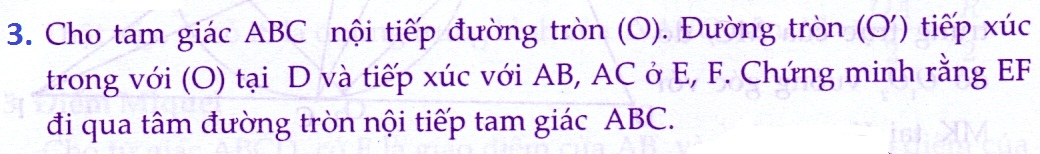 3. Cho tam giác ABC nội tiếp đường tròn (O). Đường tròn (O') tiếp xúc
trong với (O) tại D và tiếp xúc với AB, AC ở E, F. Chứng minh rằng EF
đi qua tâm đường tròn nội tiếp tam giác ABC.